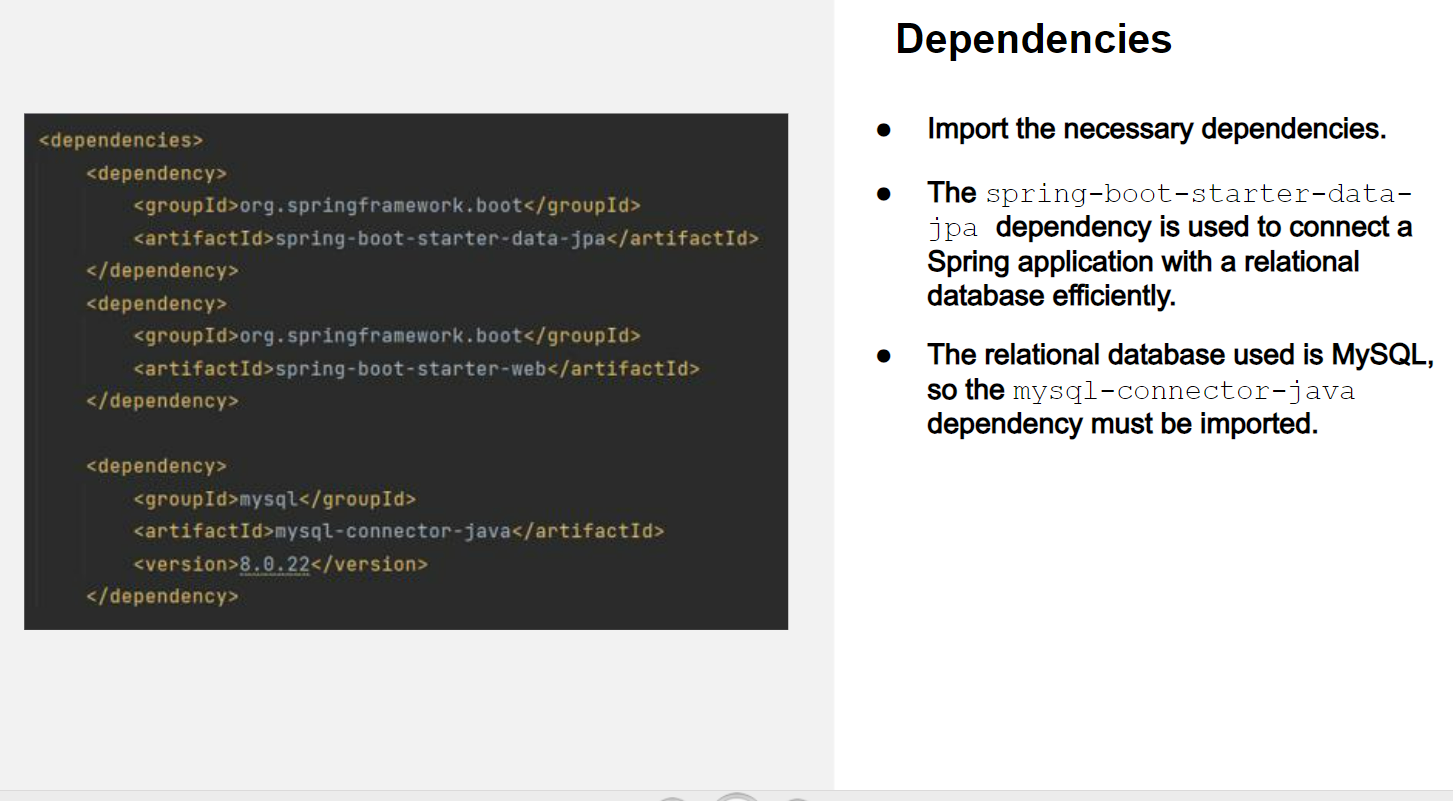 <dependencies>
<dependency>
<groupId>org.springframework.boot</groupId>
<artifactId>spring-boot-starter-data-jpa</artifactId>
</dependency>
<dependency>
<groupId>org.springframework.boot</groupId>
<artifactId>spring-boot-starter-web</artifactId>
</dependency>
<dependency>
<groupId>mysql</groupId>
<artifactId>mysql-connector-java</artifactId>
<version>8.0.22</version>
</dependency>
Dependencies
● Import the necessary dependencies.
● The spring-boot-starter-data-
jpa dependency is used to connect a
Spring application with a relational
database efficiently.
● The relational database used is MySQL,
so the mysql-connector-java
dependency must be imported.